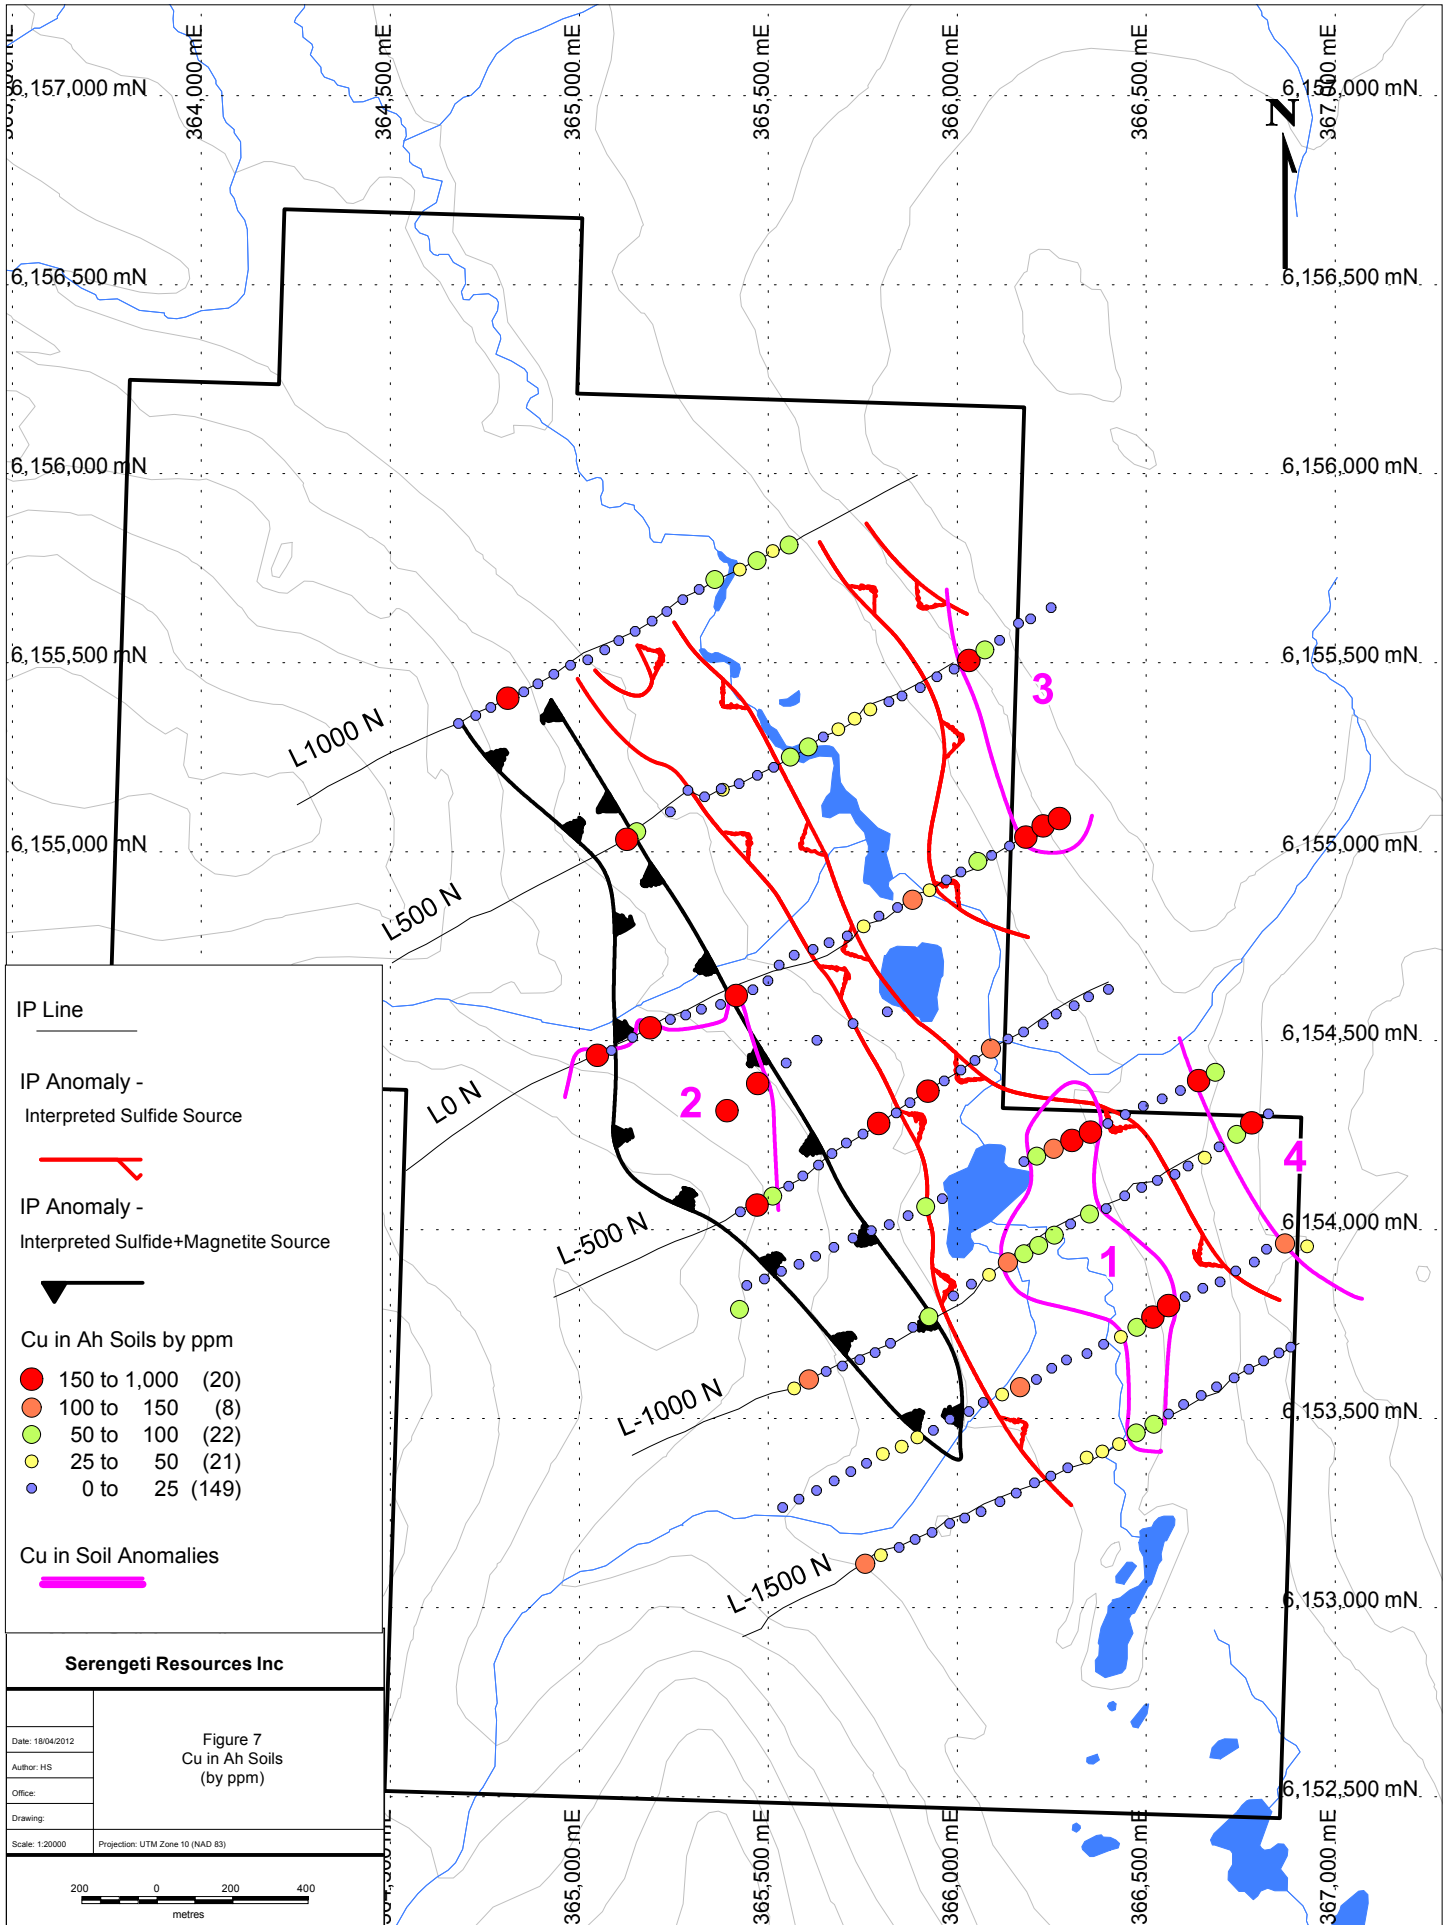 363,500 mE
364,000 mE
364,500 mE
365,000 mE
365,500 mE
366,000 mE
366,500 mE
367,000 mE
6,157,000 mN
6,157,000 mN
N
6,156,500 mN
6,156,500 mN
6,156,000 mN
6,156,000 mN
6,155,500 mN
6,155,500 mN
3
L1000 N
6,155,000 mN
6,155,000 mN
L500 N
6,154,500 mN
L0 N
2
4
L-500 N
6,154,000 mN
1
L-1000 N
6,153,500 mN
L-1500 N
6,153,000 mN
6,152,500 mN
IP Line
IP Anomaly -
Interpreted Sulfide Source
IP Anomaly -
Interpreted Sulfide+Magnetite Source
Cu in Ah Soils by ppm
150 to 1,000 (20)
100 to 150 (8)
50 to 100 (22)
25 to 50 (21)
0 to 25 (149)
Cu in Soil Anomalies
Serengeti Resources Inc
Date: 18/04/2012
Author: HS
Office:
Drawing:
Scale: 1:20000
Figure 7
Cu in Ah Soils
(by ppm)
Projection: UTM Zone 10 (NAD 83)
200 0 200 400
metres
365,000 mE
365,500 mE
366,000 mE
366,500 mE
367,000 mE